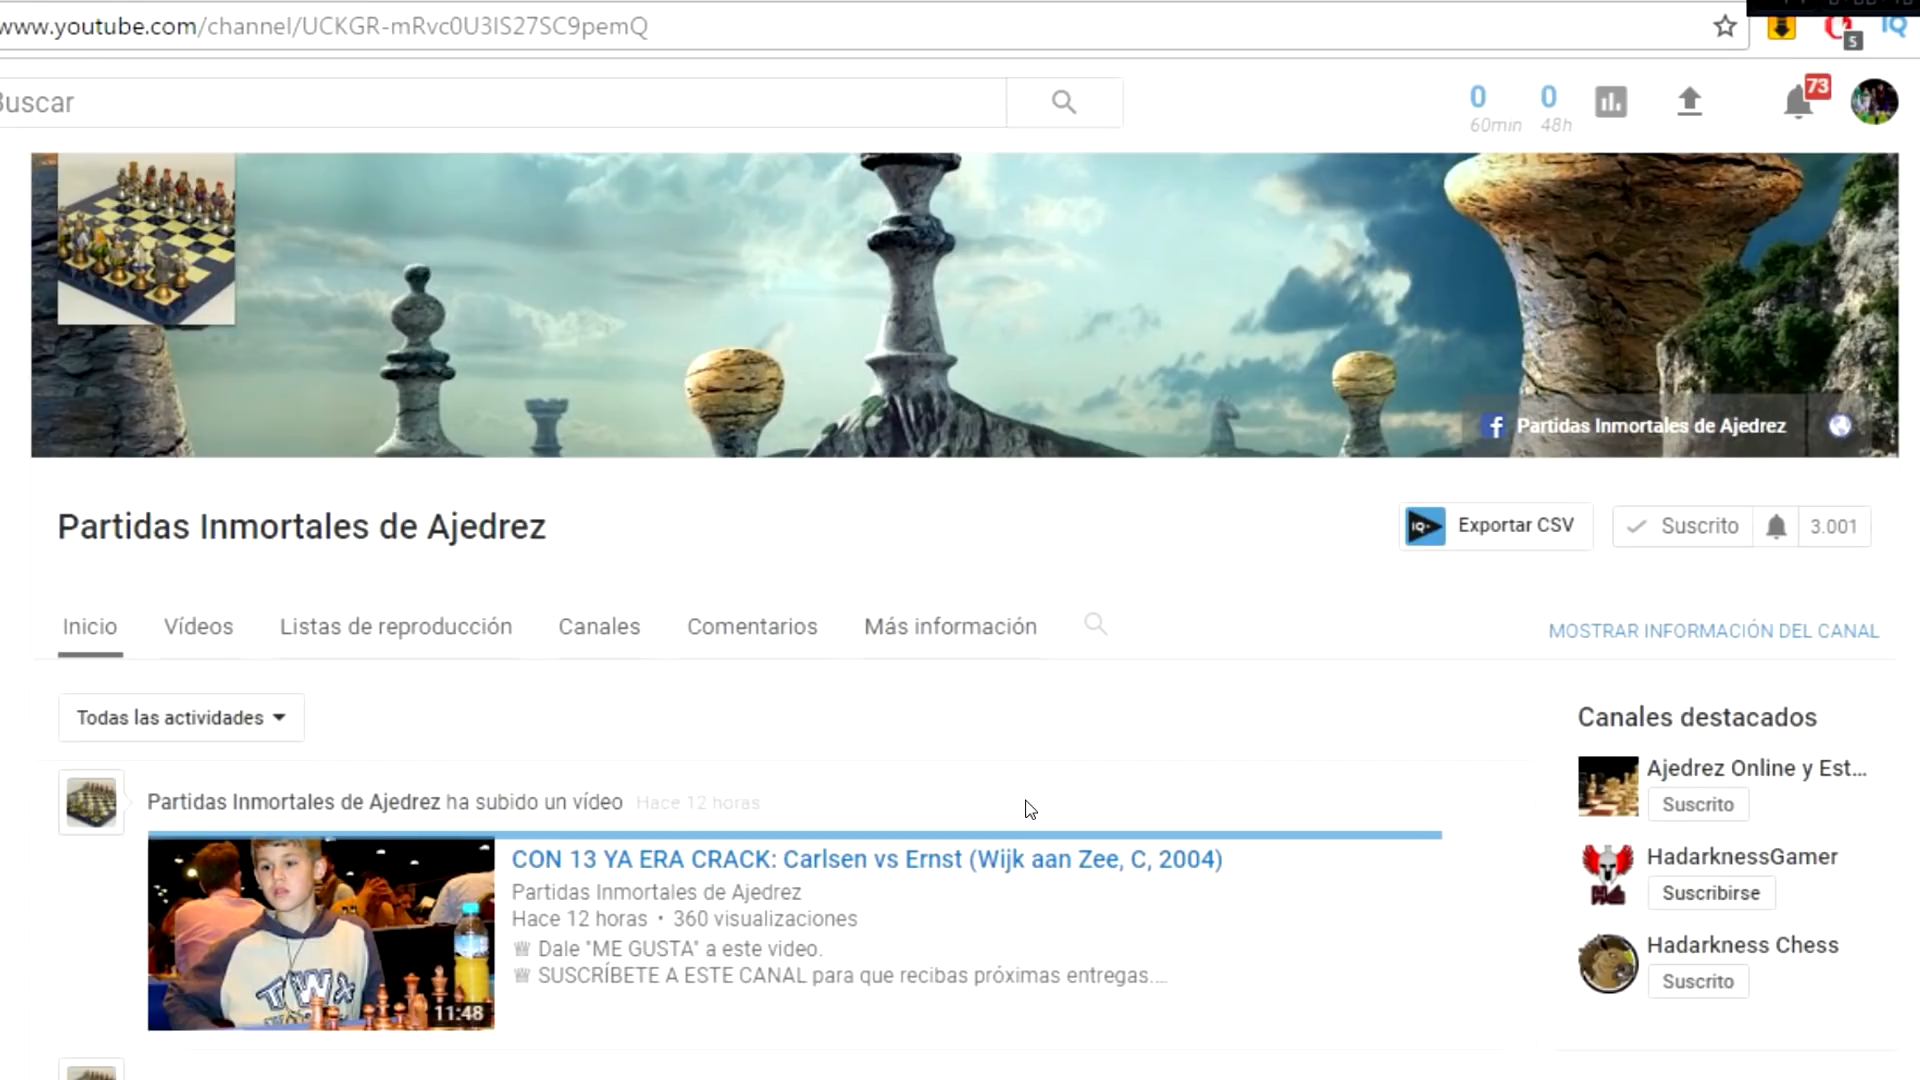 www.youtube.com/channel/UCKGR-mRvc0U3IS27SC9pemQ
S
Buscar
0
60min
0
48h
73
Partidas Inmortales de Ajedrez
Partidas Inmortales de Ajedrez
IQ
Exportar CSV
Suscrito
3.001
Inicio
Vídeos
Listas de reproducción
Canales
Comentarios
Más información
MOSTRAR INFORMACIÓN DEL CANAL
Todas las actividades
Canales destacados
Ajedrez Online y Est...
Suscrito
HadarknessGamer
Suscribirse
Hadarkness Chess
Suscrito
Partidas Inmortales de Ajedrez ha subido un vídeo Hace 12 horas
CON 13 YA ERA CRACK: Carlsen vs Ernst (Wijk aan Zee, C, 2004)
Partidas Inmortales de Ajedrez
Hace 12 horas • 360 visualizaciones
♕ Dale "ME GUSTA" a este video.
♕ SUSCRÍBETE A ESTE CANAL para que recibas próximas entregas....
11:48